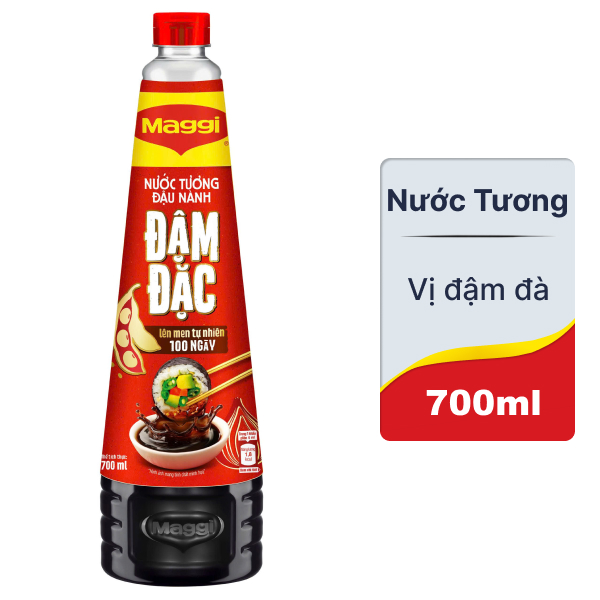 Maggi
NƯỚC TƯƠNG
ĐẬU NÀNH
ĐẬM
ĐẶC
lên men tự nhiên
100 NGÀY
700 ml
Maggi
Nước Tương
Vị đậm đà
700ml